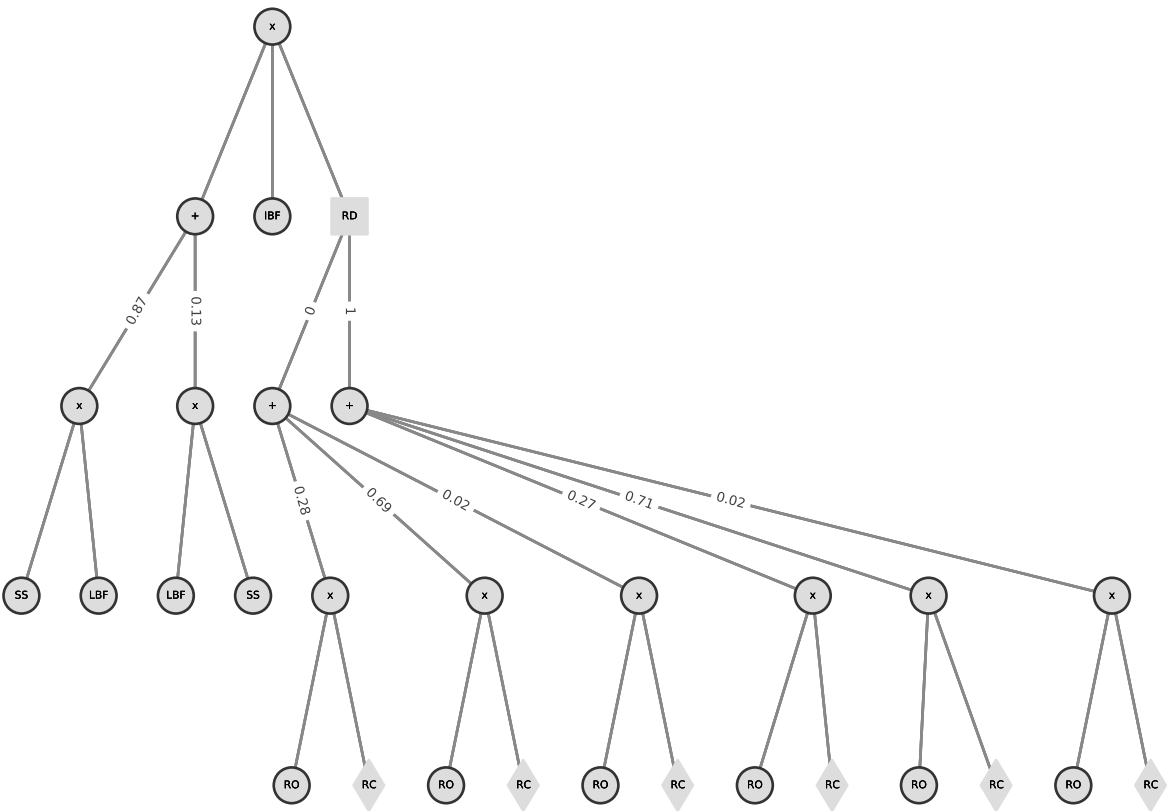 x
+ IBF RD
0.87 0.13 0 1
x x + +
0.28 0.69 0.02 0.27 0.71 0.02
SS LBF LBF SS x x x x x x
RO RC RO RC RO RC RO RC RO RC RO RC